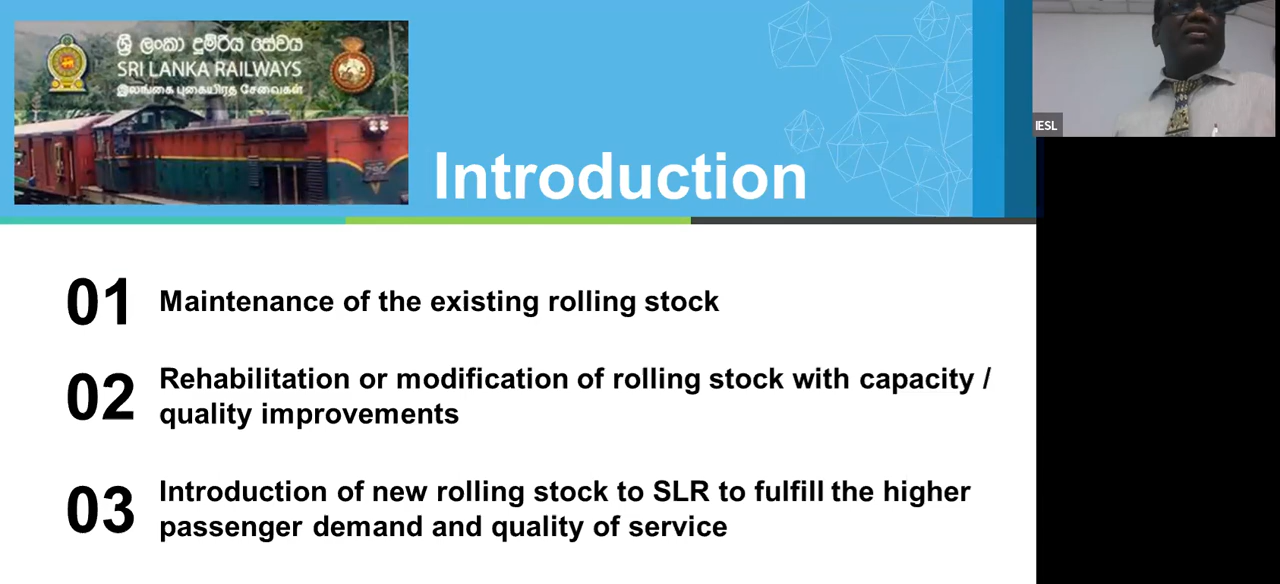 ශ්‍රී ලංකා දුම්රිය සේවය
SRI LANKA RAILWAYS
இலங்கை புகையிரத சேவைகள்
Introduction
IESL
01 Maintenance of the existing rolling stock
02 Rehabilitation or modification of rolling stock with capacity /
quality improvements
03 Introduction of new rolling stock to SLR to fulfill the higher
passenger demand and quality of service